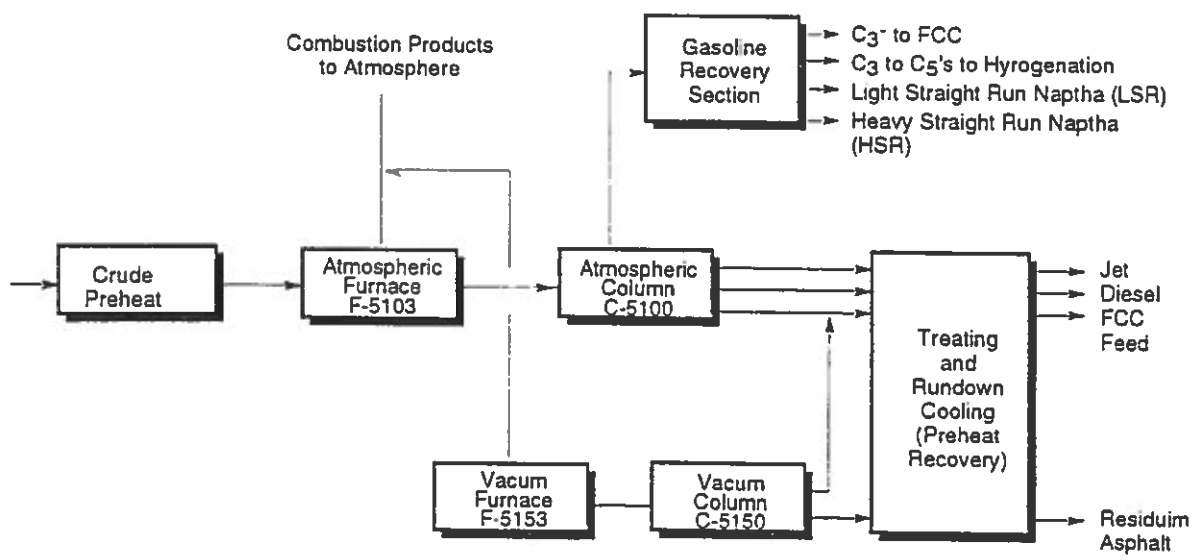 Combustion Products
to Atmosphere
Gasoline
Recovery
Section
C3- to FCC
C3 to C5's to Hyrogenation
Light Straight Run Naptha (LSR)
Heavy Straight Run Naptha
(HSR)
Crude
Preheat
Atmospheric
Furnace
F-5103
Atmospheric
Column
C-5100
Treating
and
Rundown
Cooling
(Preheat
Recovery)
Jet
Diesel
FCC
Feed
Vacum
Furnace
F-5153
Vacum
Column
C-5150
Residuim
Asphalt